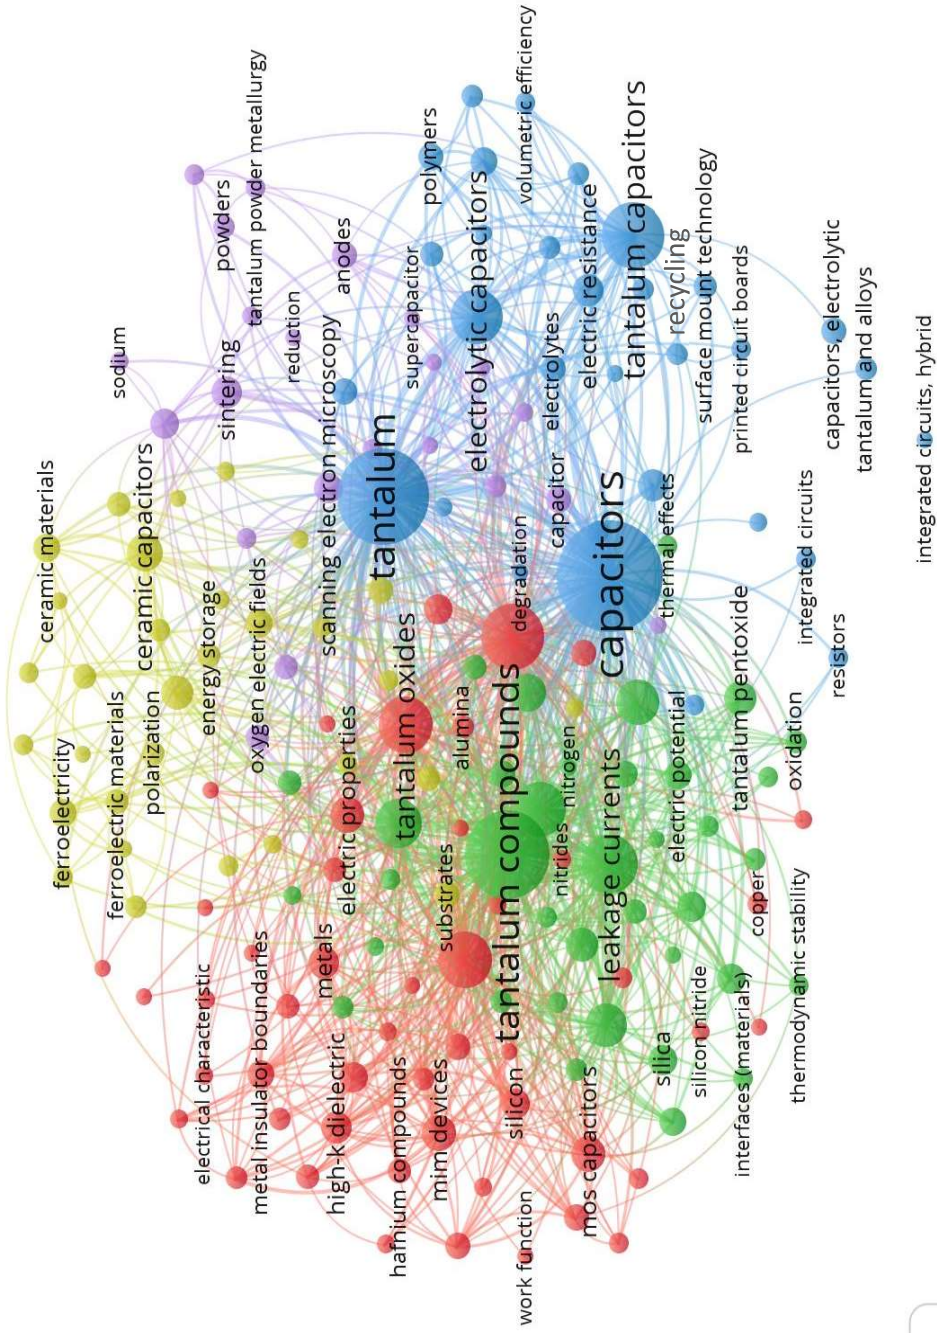 sodium
powders
tantalum powder metallurgy
sintering
reduction
anodes
polymers
volumetric efficiency
supercapacitor
electrolytic capacitors
electrolytes
electric resistance
tantalum capacitors
recycling
surface mount technology
printed circuit boards
capacitors, electrolytic
tantalum and alloys
integrated circuits, hybrid
ceramic materials
ceramic capacitors
energy storage
oxygen
electric fields
scanning electron microscopy
tantalum
capacitor
degradation
capacitors
thermal effects
integrated circuits
resistors
ferroelectricity
ferroelectric materials
polarization
electric properties
tantalum oxides
alumina
tantalum compounds
nitrogen
nitrides
leakage currents
electric potential
tantalum pentoxide
oxidation
substrates
metals
electrical characteristic
metal insulator boundaries
high-k dielectric
hafnium compounds
mim devices
silicon
work function
mos capacitors
silica
silicon nitride
interfaces (materials)
copper
thermodynamic stability